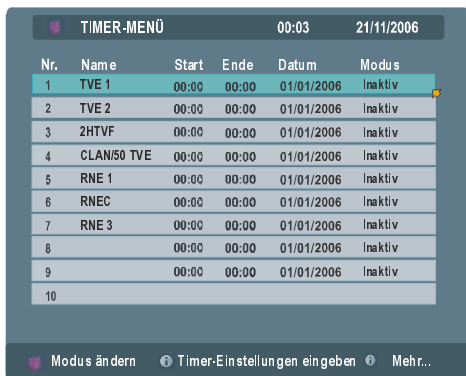 TIMER-MENÜ 00:03 21/11/2006
Nr. Name Start Ende Datum Modus
1 TVE 1 00:00 00:00 01/01/2006 Inaktiv
2 TVE 2 00:00 00:00 01/01/2006 Inaktiv
3 2HTVF 00:00 00:00 01/01/2006 Inaktiv
4 CLAN/50 TVE 00:00 00:00 01/01/2006 Inaktiv
5 RNE 1 00:00 00:00 01/01/2006 Inaktiv
6 RNEC 00:00 00:00 01/01/2006 Inaktiv
7 RNE 3 00:00 00:00 01/01/2006 Inaktiv
8 00:00 00:00 01/01/2006 Inaktiv
9 00:00 00:00 01/01/2006 Inaktiv
10
Modus ändern Timer-Einstellungen eingeben Mehr...